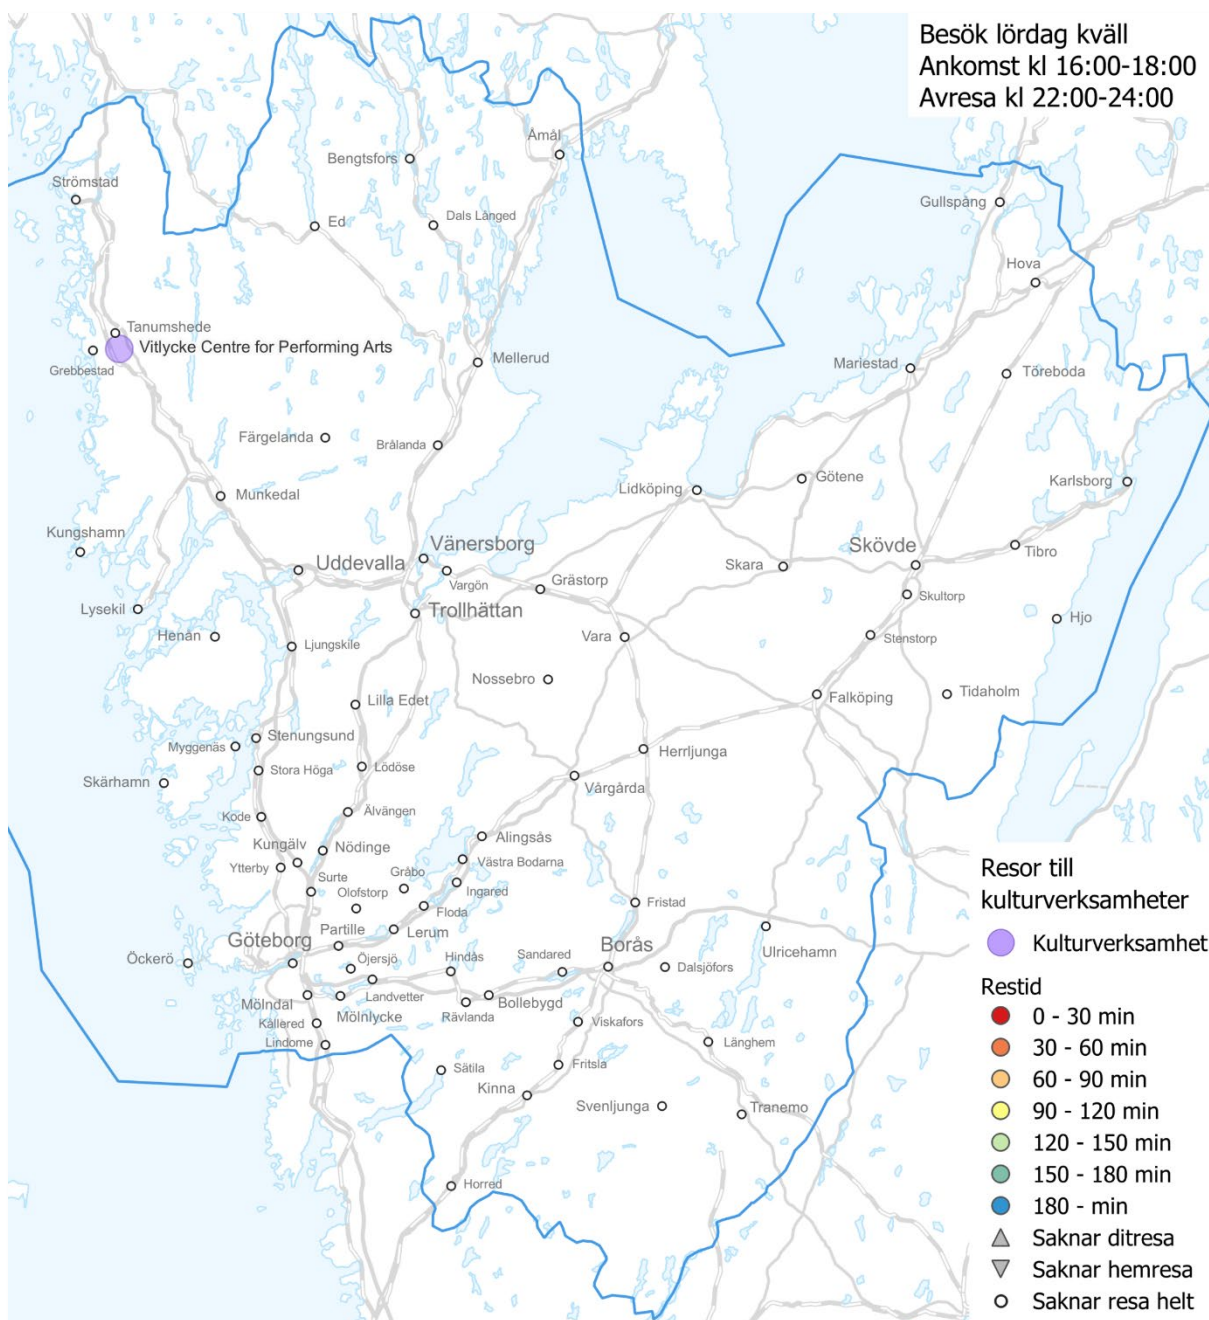 Besök lördag kväll
Ankomst kl 16:00-18:00
Avresa kl 22:00-24:00
Åmål
Bengtsfors
Strömstad
Gullspång
Ed
Dals Långed
Hova
Tanumshede
Vitlycke Centre for Performing Arts
Grebbestad
Mellerud
Mariestad
Töreboda
Färgelanda
Brålanda
Munkedal
Lidköping
Götene
Karlsborg
Kungshamn
Uddevalla
Vänersborg
Vargön
Grästorp
Skara
Skövde
Tibro
Skultorp
Lysekil
Trollhättan
Henån
Ljungskile
Vara
Stenstorp
Hjo
Nossebro
Lilla Edet
Falköping
Tidaholm
Stenungsund
Myggenäs
Herrljunga
Stora Höga
Lödöse
Skärhamn
Vårgårda
Kode
Älvängen
Alingsås
Kungälv
Nödinge
Västra Bodarna
Ytterby
Surte
Gråbo
Ingared
Olofstorp
Floda
Fristad
Partille
Lerum
Göteborg
Öckerö
Öjersjö
Hindås
Sandared
Borås
Dalsjöfors
Ulricehamn
Mölndal
Landvetter
Mölnlycke
Rävlanda
Bollebygd
Kållered
Viskafors
Lindome
Länghem
Sätila
Fritsla
Kinna
Svenljunga
Tranemo
Horred
Resor till
kulturverksamheter
Kulturverksamhet
Restid
0 - 30 min
30 - 60 min
60 - 90 min
90 - 120 min
120 - 150 min
150 - 180 min
180 - min
Saknar ditresa
Saknar hemresa
Saknar resa helt